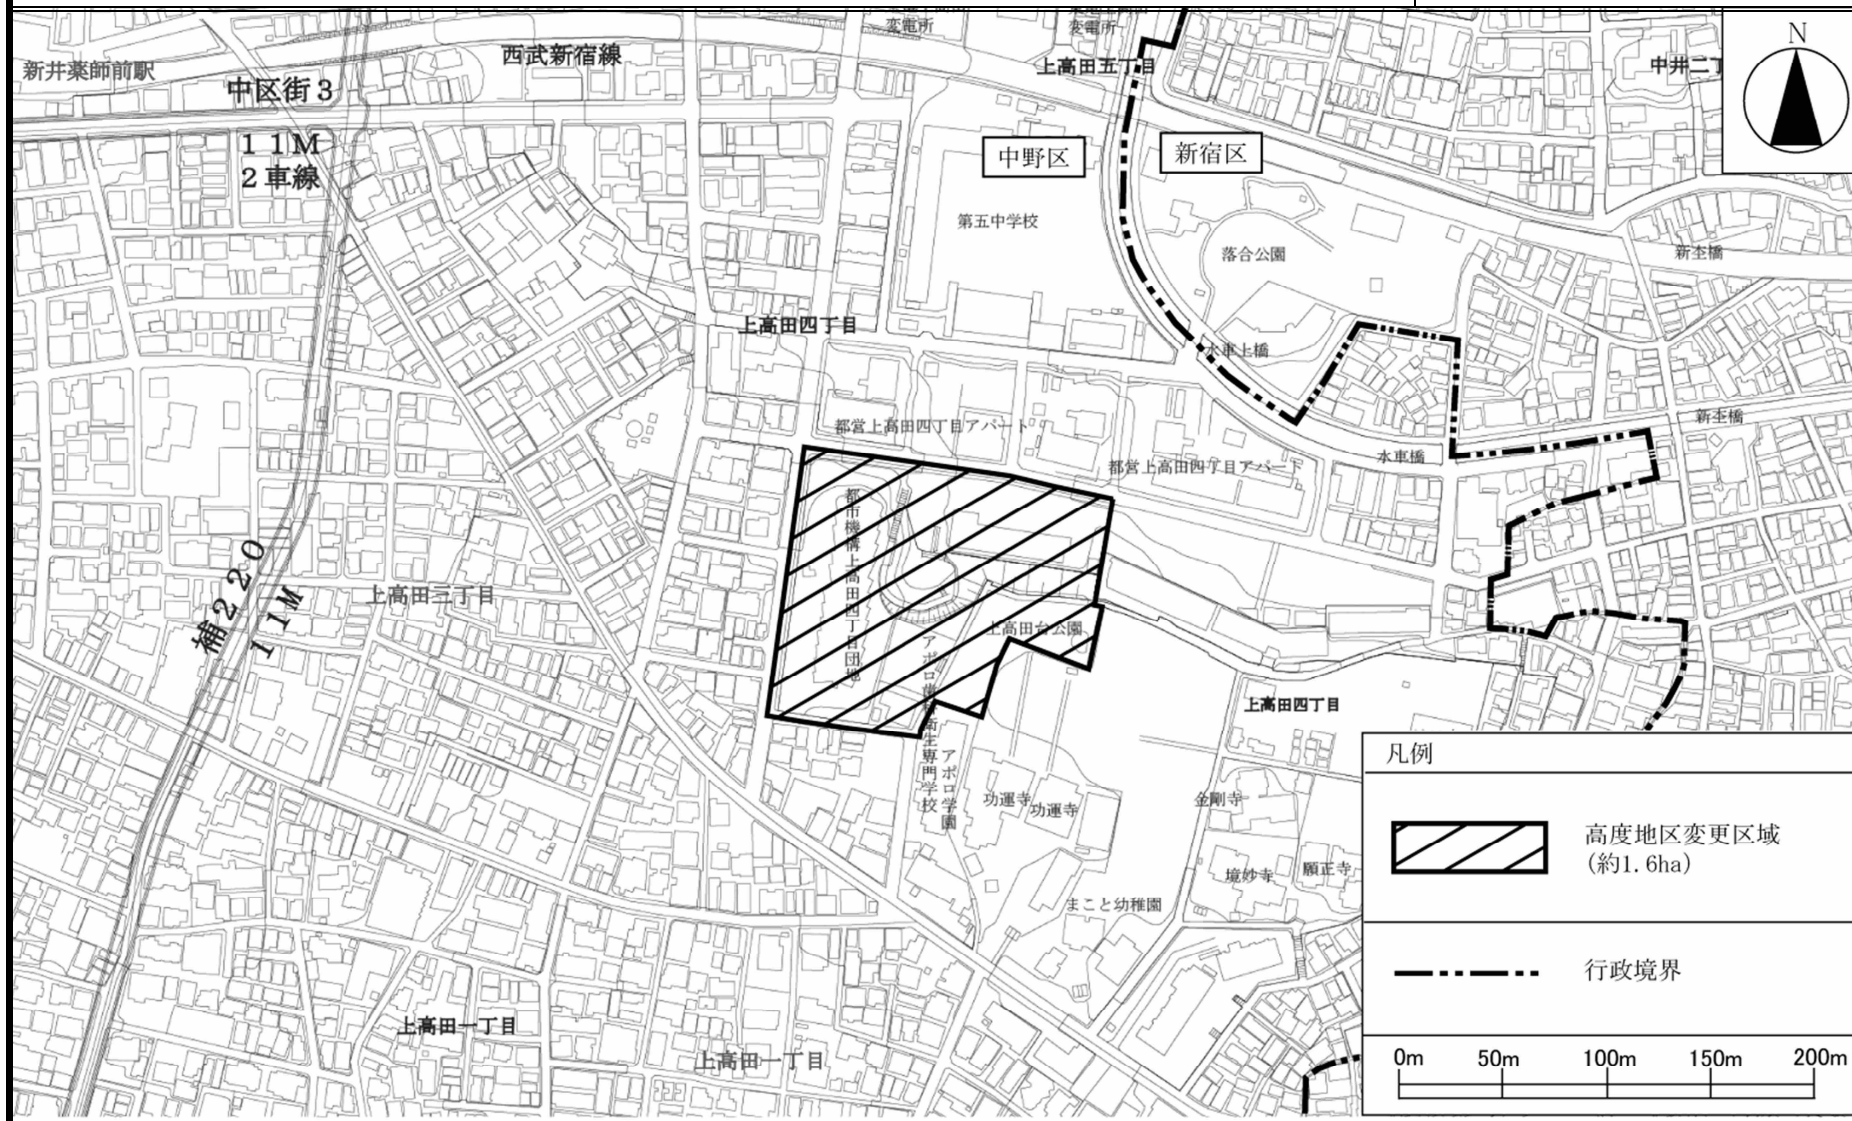 変電所
変電所
西武新宿線
上高田五丁目
中井二丁
N
新井薬師前駅
中区街3
11M
2車線
中野区
新宿区
第五中学校
落合公園
新杢橋
上高田四丁目
水車上橋
新杢橋
都営上高田四丁目アパート
都営上高田四丁目アパート
水車橋
都市機構上高田四丁目団地
補220
11M
上高田三丁目
上高田台公園
アポロ歯科衛生専門学校
アポロ学園
上高田四丁目
功運寺
功運寺
金剛寺
境妙寺
願正寺
まこと幼稚園
上高田一丁目
上高田一丁目
凡例
高度地区変更区域
(約1.6ha)
行政境界
0m 50m 100m 150m 200m